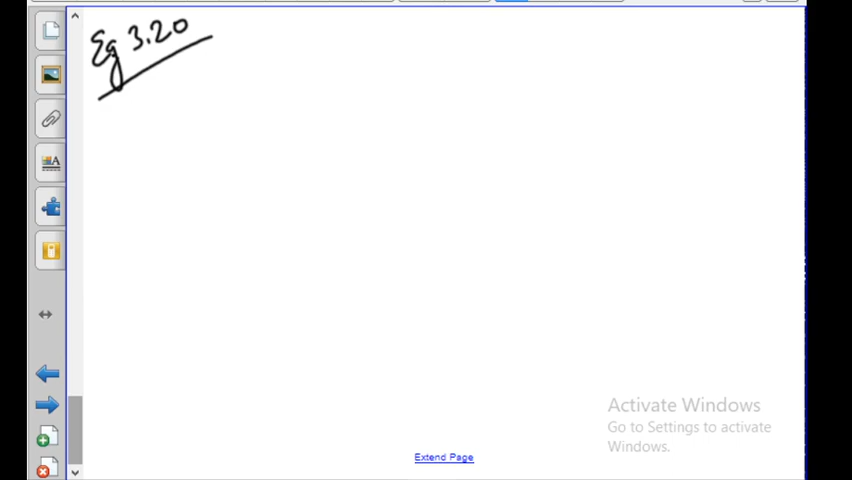 Eg 3.20
Activate Windows
Go to Settings to activate
Windows.
Extend Page